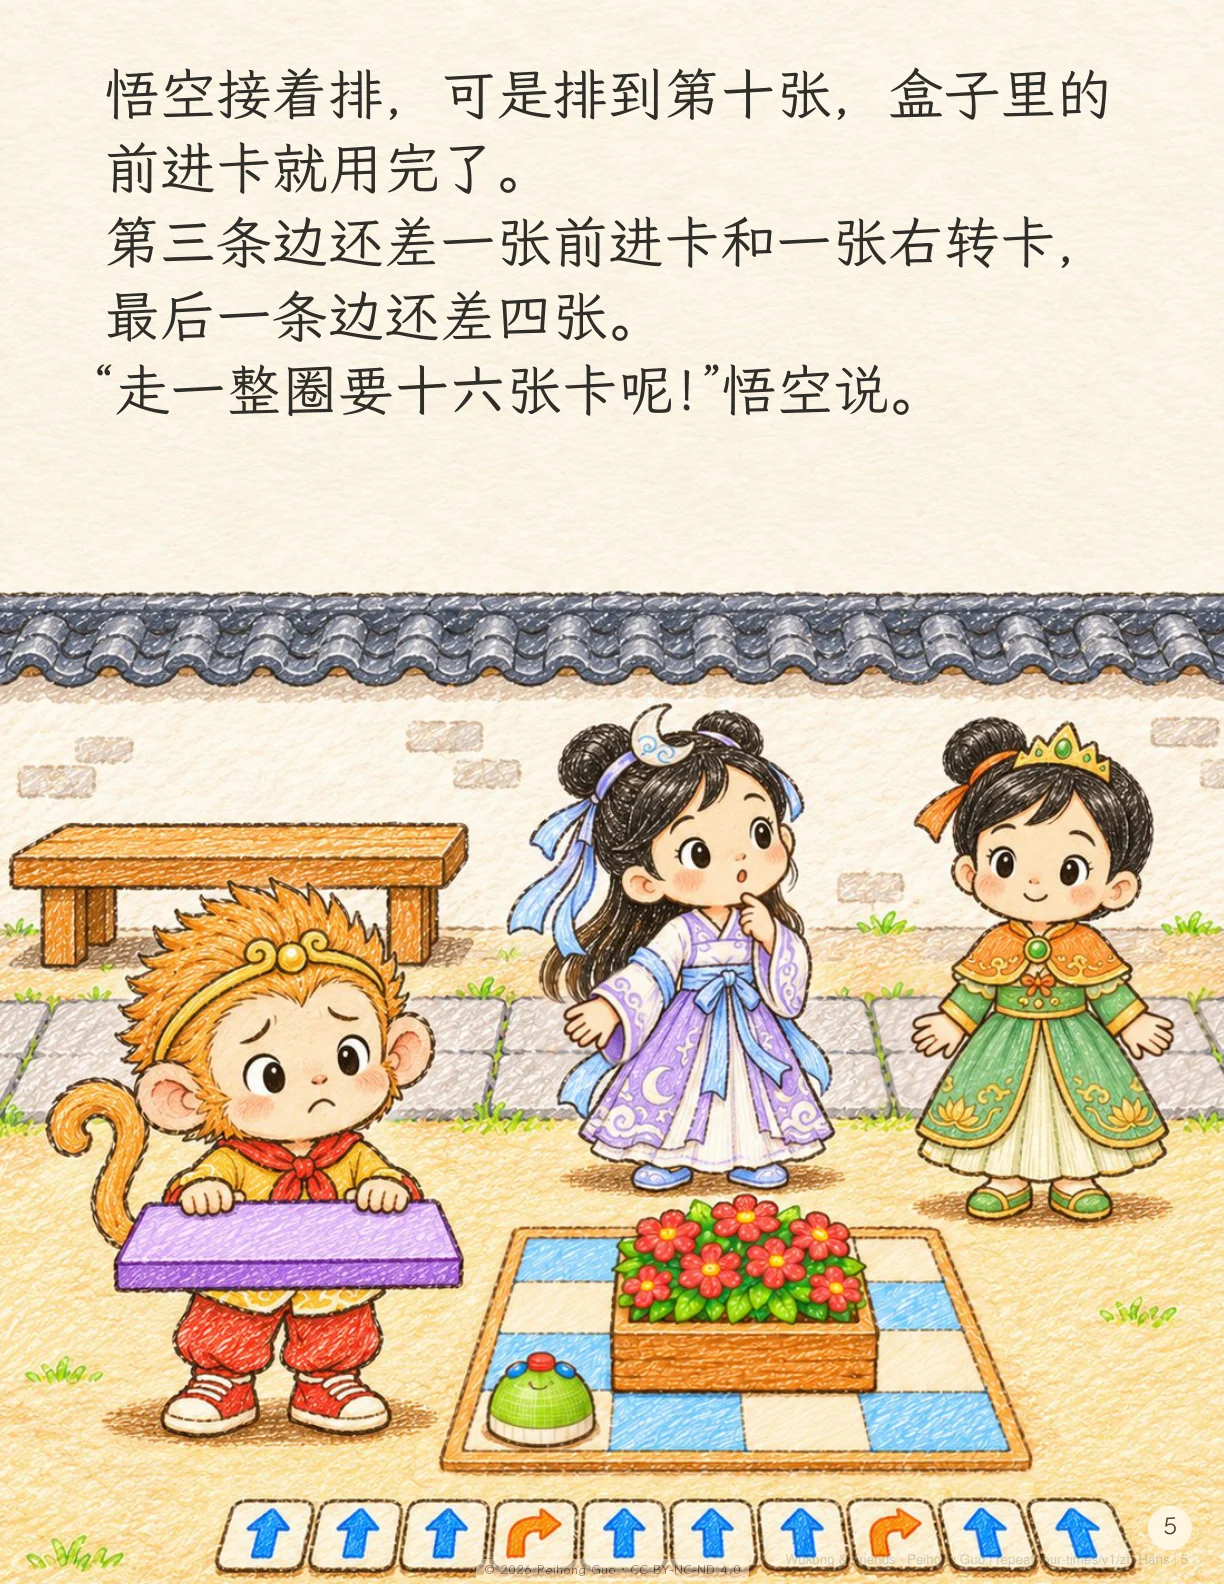 悟空接着排，可是排到第十张，盒子里的
前进卡就用完了。
第三条边还差一张前进卡和一张右转卡，
最后一条边还差四张。
“走一整圈要十六张卡呢！”悟空说。
5
© 2026 Peihong Guo · CC BY-NC-ND 4.0